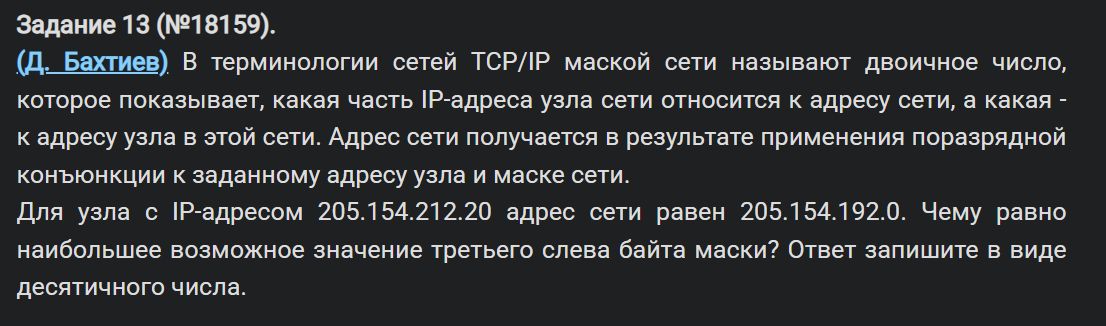 Задание 13 (№18159).
(Д. Бахтиев) В терминологии сетей TCP/IP маской сети называют двоичное число,
которое показывает, какая часть IP-адреса узла сети относится к адресу сети, а какая -
к адресу узла в этой сети. Адрес сети получается в результате применения поразрядной
конъюнкции к заданному адресу узла и маске сети.
Для узла с IP-адресом 205.154.212.20 адрес сети равен 205.154.192.0. Чему равно
наибольшее возможное значение третьего слева байта маски? Ответ запишите в виде
десятичного числа.